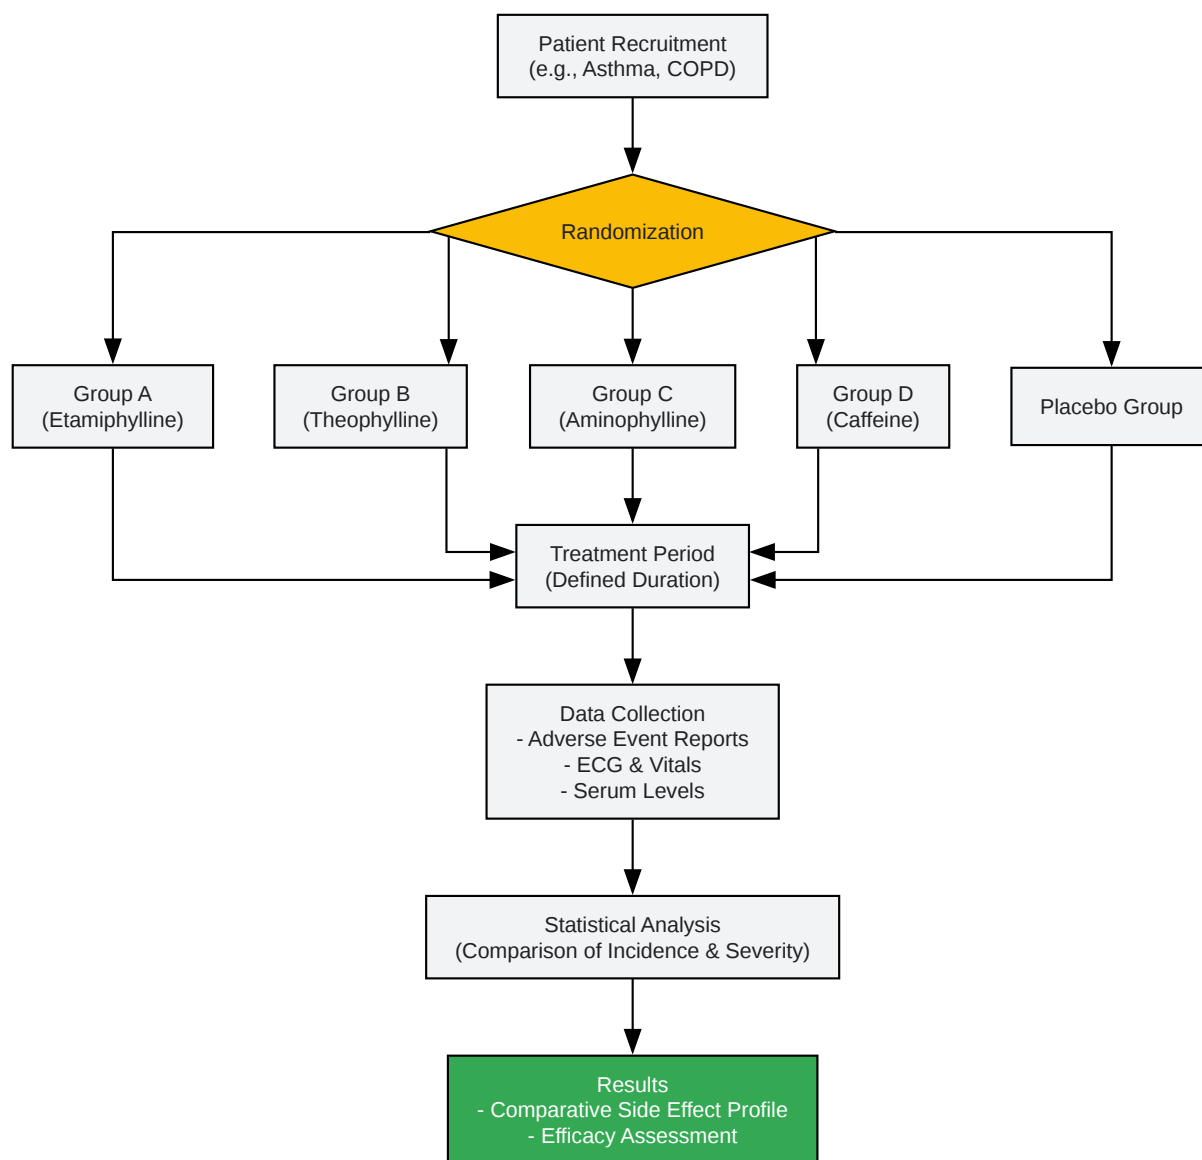 Patient Recruitment
(e.g., Asthma, COPD)
Randomization
Group A
(Etamiphylline)
Group B
(Theophylline)
Group C
(Aminophylline)
Group D
(Caffeine)
Placebo Group
Treatment Period
(Defined Duration)
Data Collection
- Adverse Event Reports
- ECG & Vitals
- Serum Levels
Statistical Analysis
(Comparison of Incidence & Severity)
Results
- Comparative Side Effect Profile
- Efficacy Assessment